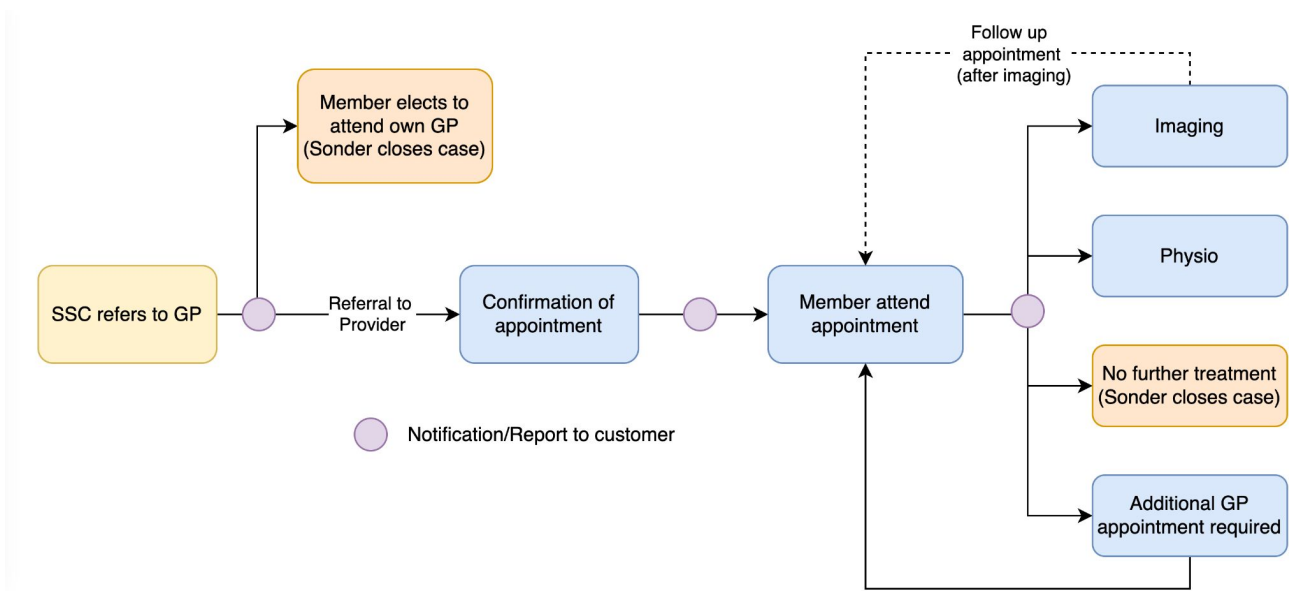 Follow up
appointment
(after imaging)
Member elects to
attend own GP
(Sonder closes case)
Imaging
Physio
SSC refers to GP
Referral to
Provider
Confirmation of
appointment
Member attend
appointment
No further treatment
(Sonder closes case)
Notification/Report to customer
Additional GP
appointment required